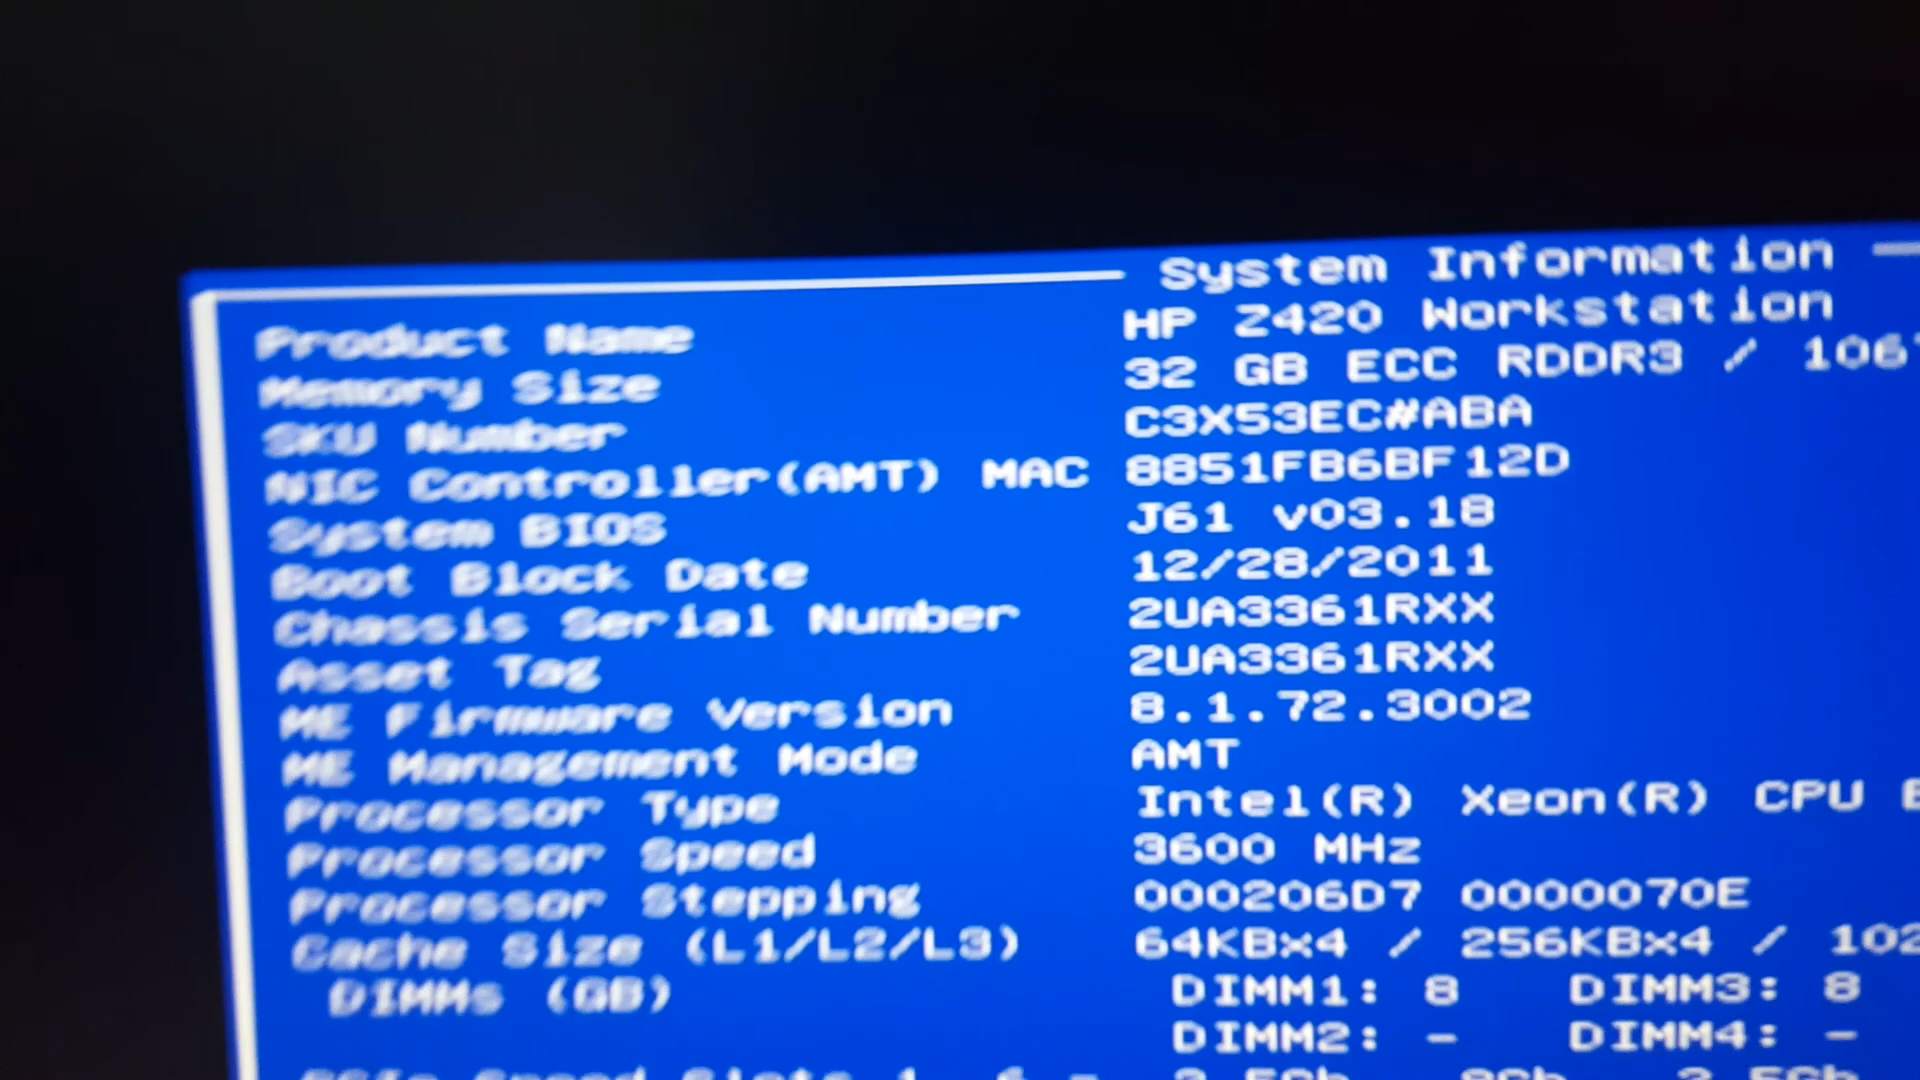 System Information
Product Name HP Z420 Workstation
Memory Size 32 GB ECC RDDR3 / 106
SKU Number C3X53EC#ABA
NIC Controller(AMT) MAC 8851FB6BF12D
System BIOS J61 v03.18
Boot Block Date 12/28/2011
Chassis Serial Number 2UA3361RXX
Asset Tag 2UA3361RXX
ME Firmware Version 8.1.72.3002
ME Management Mode AMT
Processor Type Intel(R) Xeon(R) CPU E
Processor Speed 3600 MHz
Processor Stepping 000206D7 0000070E
Cache Size (L1/L2/L3) 64KBx4 / 256KBx4 / 102
DIMMs (GB) DIMM1: 8 DIMM3: 8
DIMM2: - DIMM4: -